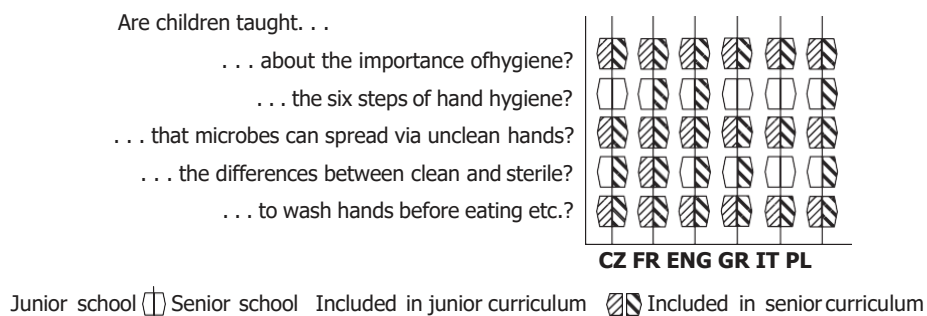 Are children taught. . .
. . . about the importance ofhygiene?
. . . the six steps of hand hygiene?
. . . that microbes can spread via unclean hands?
. . . the differences between clean and sterile?
. . . to wash hands before eating etc.?
CZ FR ENG GR IT PL
Junior school Senior school Included in junior curriculum Included in senior curriculum